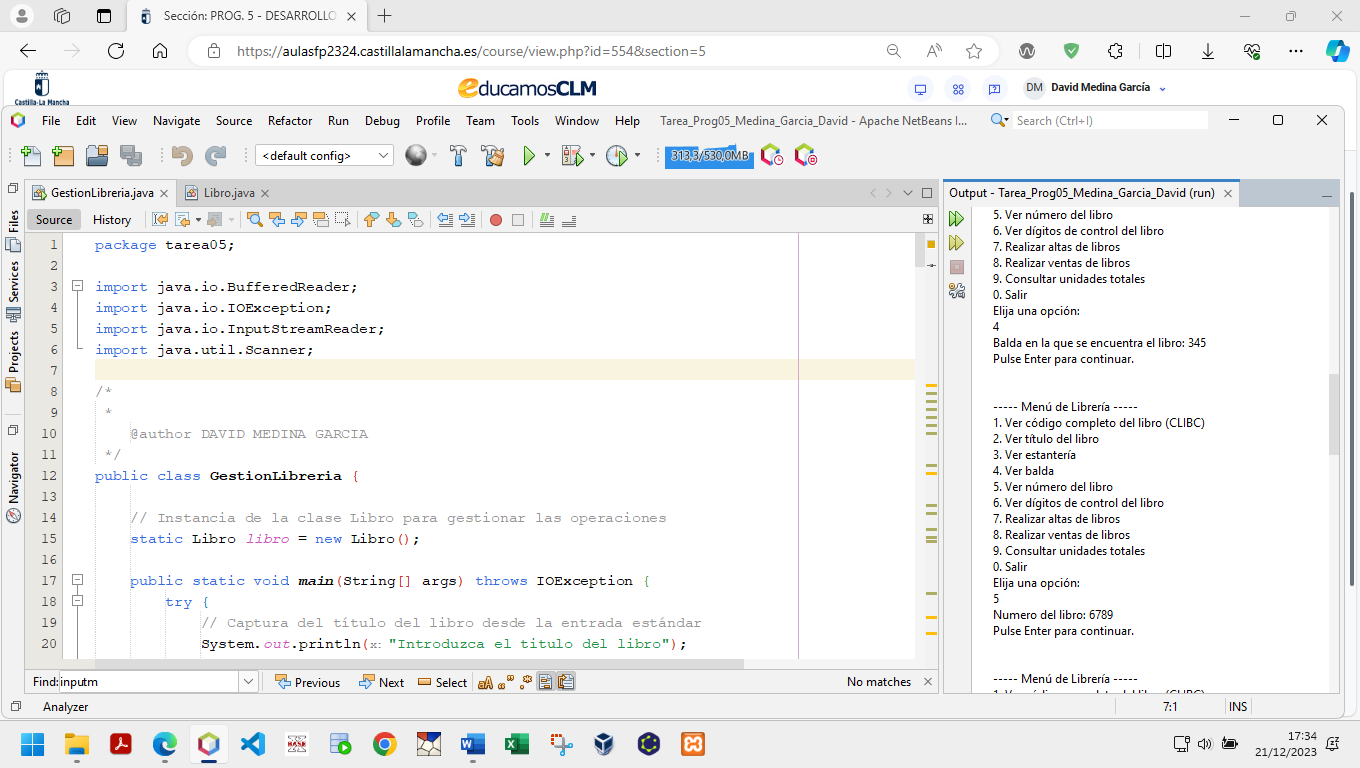 Sección: PROG. 5 - DESARROLLO
https://aulasfp2324.castillalamancha.es/course/view.php?id=554&section=5
Castilla-La Mancha
educamosCLM
DM David Medina García
File Edit View Navigate Source Refactor Run Debug Profile Team Tools Window Help Tarea_Prog05_Medina_Garcia_David - Apache NetBeans I... Search (Ctrl+I)
<default config> 313,3/530,0MB
GestionLibreria.java Libro.java
Source History
Files
Services
Projects
Navigator
1 package tarea05;
2
3 import java.io.BufferedReader;
4 import java.io.IOException;
5 import java.io.InputStreamReader;
6 import java.util.Scanner;
7
8 /*
9 *
10 @author DAVID MEDINA GARCIA
11 */
12 public class GestionLibreria {
13
14 // Instancia de la clase Libro para gestionar las operaciones
15 static Libro libro = new Libro();
16
17 public static void main(String[] args) throws IOException {
18 try {
19 // Captura del título del libro desde la entrada estándar
20 System.out.println(x: "Introduzca el titulo del libro");
Find: inputm Previous Next Select No matches
Output - Tarea_Prog05_Medina_Garcia_David (run)
5. Ver número del libro
6. Ver dígitos de control del libro
7. Realizar altas de libros
8. Realizar ventas de libros
9. Consultar unidades totales
0. Salir
Elija una opción:
4
Balda en la que se encuentra el libro: 345
Pulse Enter para continuar.
----- Menú de Librería -----
1. Ver código completo del libro (CLIBC)
2. Ver título del libro
3. Ver estantería
4. Ver balda
5. Ver número del libro
6. Ver dígitos de control del libro
7. Realizar altas de libros
8. Realizar ventas de libros
9. Consultar unidades totales
0. Salir
Elija una opción:
5
Numero del libro: 6789
Pulse Enter para continuar.
----- Menú de Librería -----
Analyzer 7:1 INS
17:34
21/12/2023